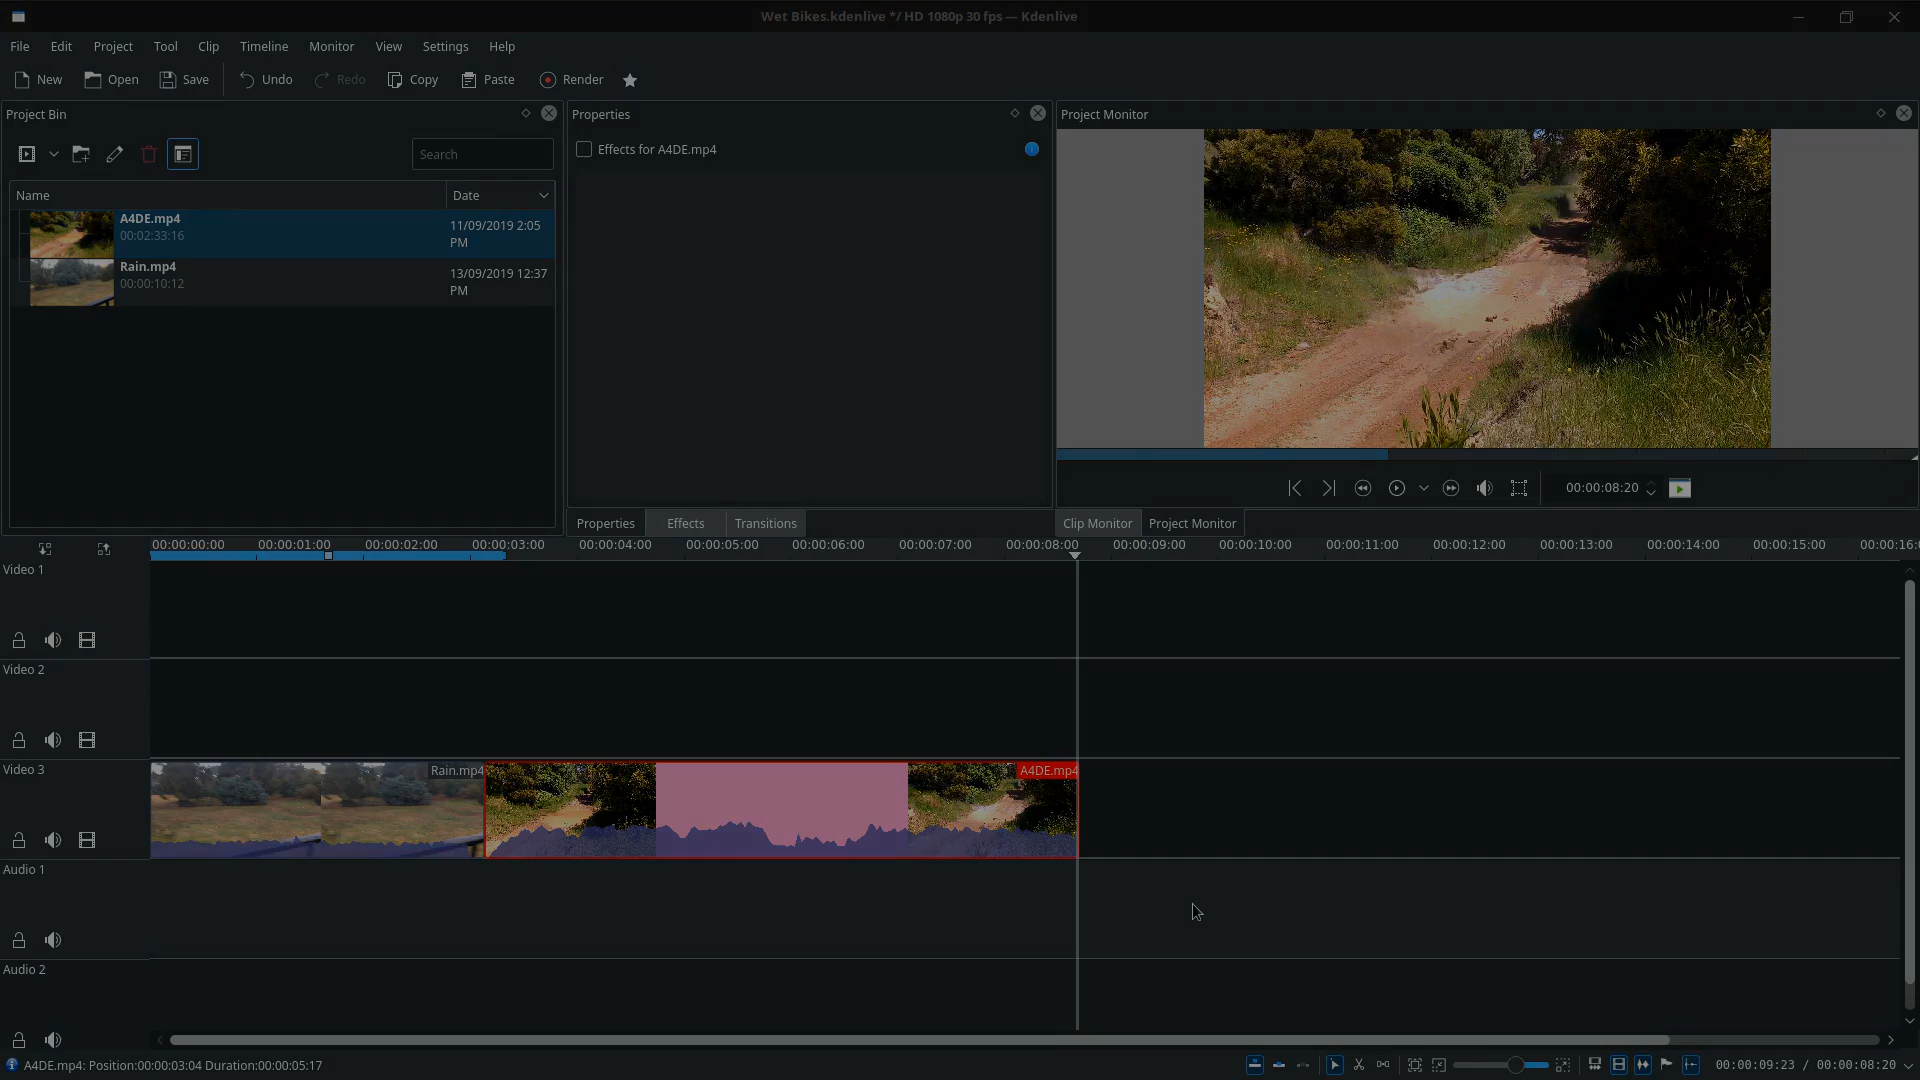 Wet Bikes.kdenlive */ HD 1080p 30 fps — Kdenlive
File Edit Project Tool Clip Timeline Monitor View Settings Help
New Open Save Undo Redo Copy Paste Render
Project Bin
Properties
Project Monitor
Search
Effects for A4DE.mp4
Name Date
A4DE.mp4
00:02:33:16
11/09/2019 2:05
PM
Rain.mp4
00:00:10:12
13/09/2019 12:37
PM
00:00:08:20
Properties Effects Transitions
Clip Monitor Project Monitor
00:00:00:00 00:00:01:00 00:00:02:00 00:00:03:00 00:00:04:00 00:00:05:00 00:00:06:00 00:00:07:00 00:00:08:00 00:00:09:00 00:00:10:00 00:00:11:00 00:00:12:00 00:00:13:00 00:00:14:00 00:00:15:00 00:00:16:0
Video 1
Video 2
Video 3
Rain.mp4
A4DE.mp4
Audio 1
Audio 2
A4DE.mp4: Position:00:00:03:04 Duration:00:00:05:17
00:00:09:23 / 00:00:08:20